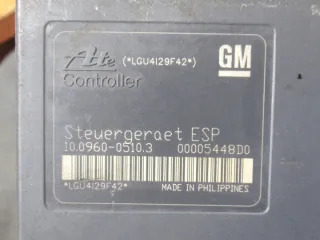 Ate (*LGU4I29F42*) GM
Controller
Steuergeraet ESP
10.0960-0510.3 00005448D0
*LGU4I29F42* MADE IN PHILIPPINES